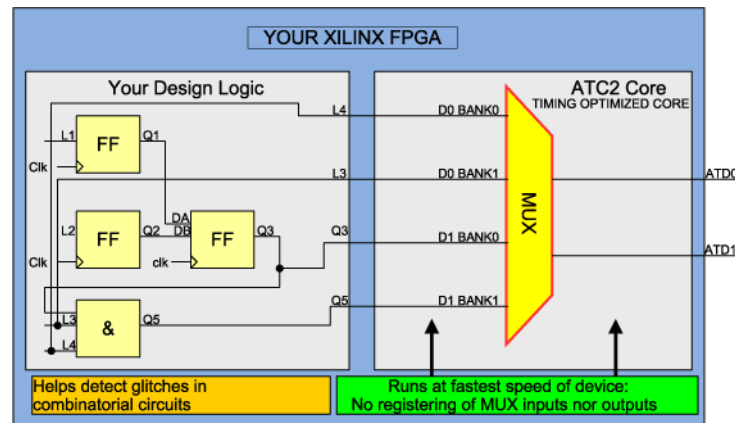 YOUR XILINX FPGA
Your Design Logic
ATC2 Core
TIMING OPTIMIZED CORE
L4
D0 BANK0
L1
FF
Q1
Clk
L3
D0 BANK1
ATD0
MUX
DA
L2
FF
Q2
DB
FF
Q3
Q3
D1 BANK0
ATD1
Clk
clk
Q5
D1 BANK1
L3
&
Q5
L4
Helps detect glitches in
combinatorial circuits
Runs at fastest speed of device:
No registering of MUX inputs nor outputs